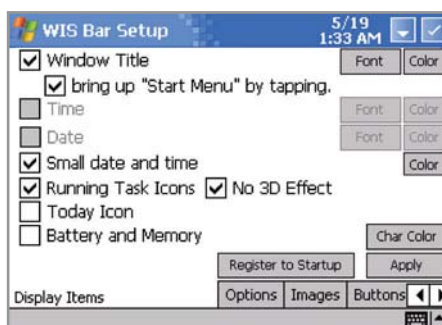 WIS Bar Setup 5/19 1:33 AM
Window Title Font Color
bring up "Start Menu" by tapping.
Time Font Color
Date Font Color
Small date and time Color
Running Task Icons No 3D Effect
Today Icon
Battery and Memory Char Color
Register to Startup Apply
Display Items Options Images Buttons